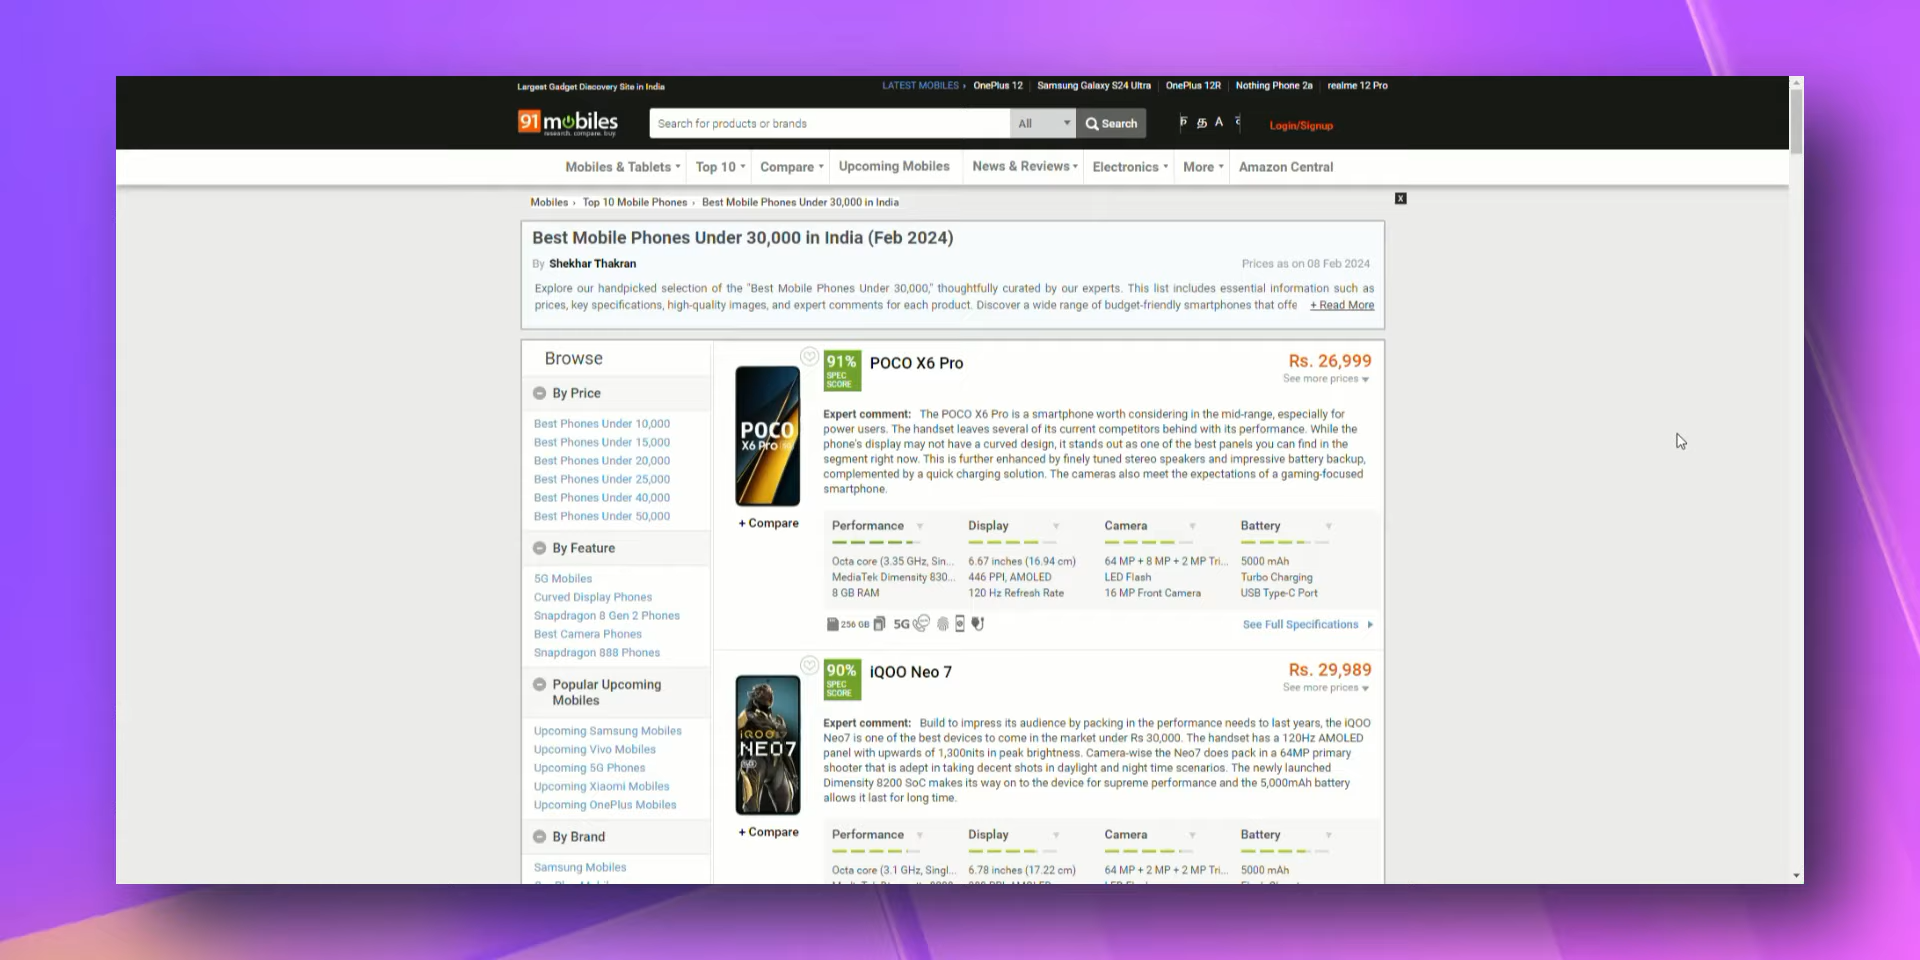 Largest Gadget Discovery Site in India
LATEST MOBILES › OnePlus 12 Samsung Galaxy S24 Ultra OnePlus 12R Nothing Phone 2a realme 12 Pro
91mobiles
research. compare. buy.
Search for products or brands
All
Search
த A
Login/Signup
Mobiles & Tablets Top 10 Compare Upcoming Mobiles News & Reviews Electronics More Amazon Central
Mobiles › Top 10 Mobile Phones › Best Mobile Phones Under 30,000 in India
X
Best Mobile Phones Under 30,000 in India (Feb 2024)
By Shekhar Thakran
Prices as on 08 Feb 2024
Explore our handpicked selection of the "Best Mobile Phones Under 30,000," thoughtfully curated by our experts. This list includes essential information such as
prices, key specifications, high-quality images, and expert comments for each product. Discover a wide range of budget-friendly smartphones that offe + Read More
Browse
By Price
Best Phones Under 10,000
Best Phones Under 15,000
Best Phones Under 20,000
Best Phones Under 25,000
Best Phones Under 40,000
Best Phones Under 50,000
By Feature
5G Mobiles
Curved Display Phones
Snapdragon 8 Gen 2 Phones
Best Camera Phones
Snapdragon 888 Phones
Popular Upcoming
Mobiles
Upcoming Samsung Mobiles
Upcoming Vivo Mobiles
Upcoming 5G Phones
Upcoming Xiaomi Mobiles
Upcoming OnePlus Mobiles
By Brand
Samsung Mobiles
POCO
X6 Pro
+ Compare
91%
SPEC
SCORE
POCO X6 Pro
Rs. 26,999
See more prices
Expert comment: The POCO X6 Pro is a smartphone worth considering in the mid-range, especially for
power users. The handset leaves several of its current competitors behind with its performance. While the
phone's display may not have a curved design, it stands out as one of the best panels you can find in the
segment right now. This is further enhanced by finely tuned stereo speakers and impressive battery backup,
complemented by a quick charging solution. The cameras also meet the expectations of a gaming-focused
smartphone.
Performance Display Camera Battery
Octa core (3.35 GHz, Sin... 6.67 inches (16.94 cm) 64 MP + 8 MP + 2 MP Tri... 5000 mAh
MediaTek Dimensity 830... 446 PPI, AMOLED LED Flash Turbo Charging
8 GB RAM 120 Hz Refresh Rate 16 MP Front Camera USB Type-C Port
256 GB 5G
See Full Specifications
iQOO
NEO7
5G
+ Compare
90%
SPEC
SCORE
iQOO Neo 7
Rs. 29,989
See more prices
Expert comment: Build to impress its audience by packing in the performance needs to last years, the iQOO
Neo7 is one of the best devices to come in the market under Rs 30,000. The handset has a 120Hz AMOLED
panel with upwards of 1,300nits in peak brightness. Camera-wise the Neo7 does pack in a 64MP primary
shooter that is adept in taking decent shots in daylight and night time scenarios. The newly launched
Dimensity 8200 SoC makes its way on to the device for supreme performance and the 5,000mAh battery
allows it last for long time.
Performance Display Camera Battery
Octa core (3.1 GHz, Singl... 6.78 inches (17.22 cm) 64 MP + 2 MP + 2 MP Tri... 5000 mAh